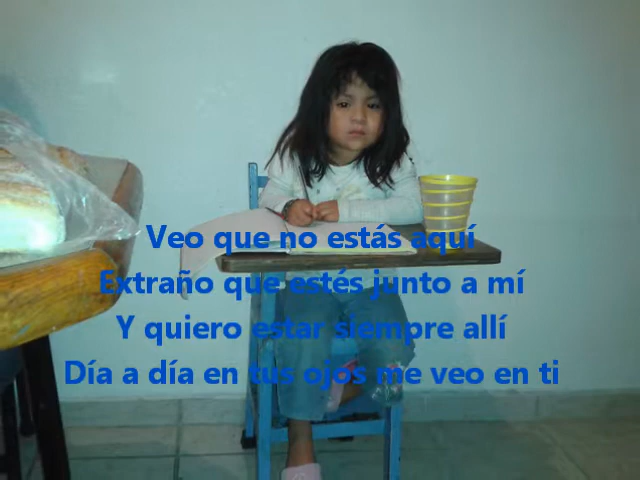 Veo que no estás aquí
Extraño que estés junto a mí
Y quiero estar siempre allí
Día a día en tus ojos me veo en ti